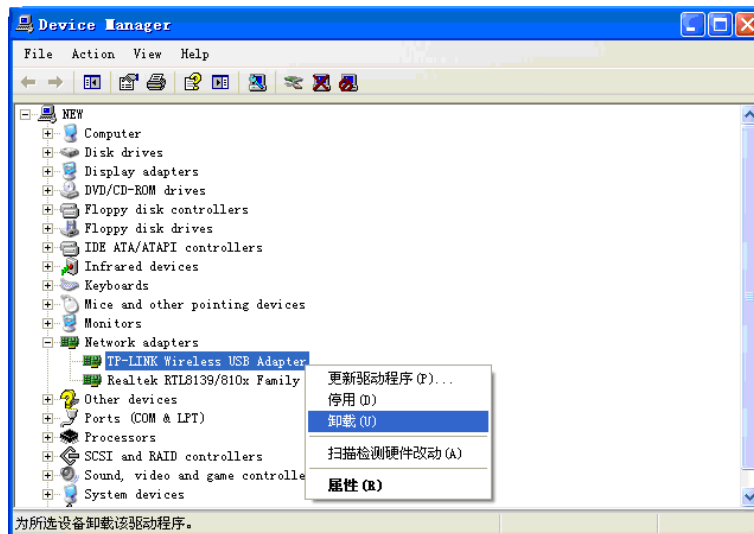 Device Manager
File Action View Help
NEW
Computer
Disk drives
Display adapters
DVD/CD-ROM drives
Floppy disk controllers
Floppy disk drives
IDE ATA/ATAPI controllers
Infrared devices
Keyboards
Mice and other pointing devices
Monitors
Network adapters
TP-LINK Wireless USB Adapter
Realtek RTL8139/810x Family
更新驱动程序(P)...
停用(D)
卸载(U)
扫描检测硬件改动(A)
属性(R)
Other devices
Ports (COM & LPT)
Processors
SCSI and RAID controllers
Sound, video and game controlle
System devices
为所选设备卸载该驱动程序。